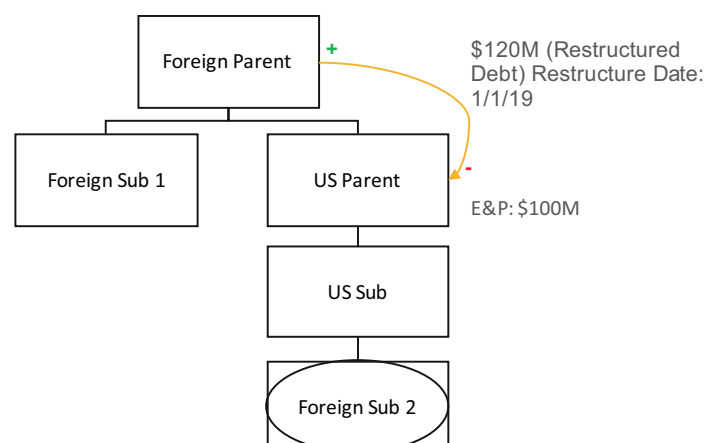 Foreign Parent
+
$120M (Restructured
Debt) Restructure Date:
1/1/19
Foreign Sub 1
US Parent
-
E&P: $100M
US Sub
Foreign Sub 2